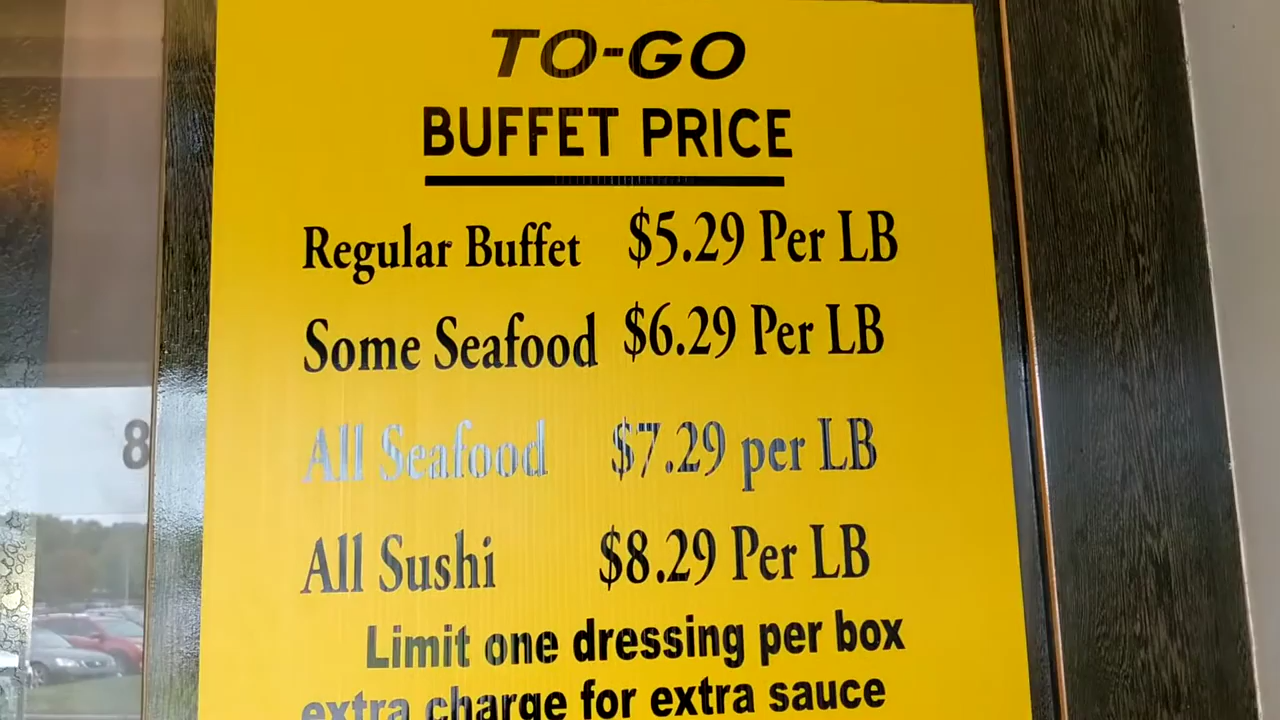 TO-GO
BUFFET PRICE
Regular Buffet $5.29 Per LB
Some Seafood $6.29 Per LB
All Seafood $7.29 per LB
All Sushi $8.29 Per LB
Limit one dressing per box
extra charge for extra sauce
8